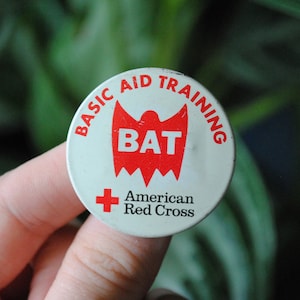 BASIC AID TRAINING
BAT
American
Red Cross